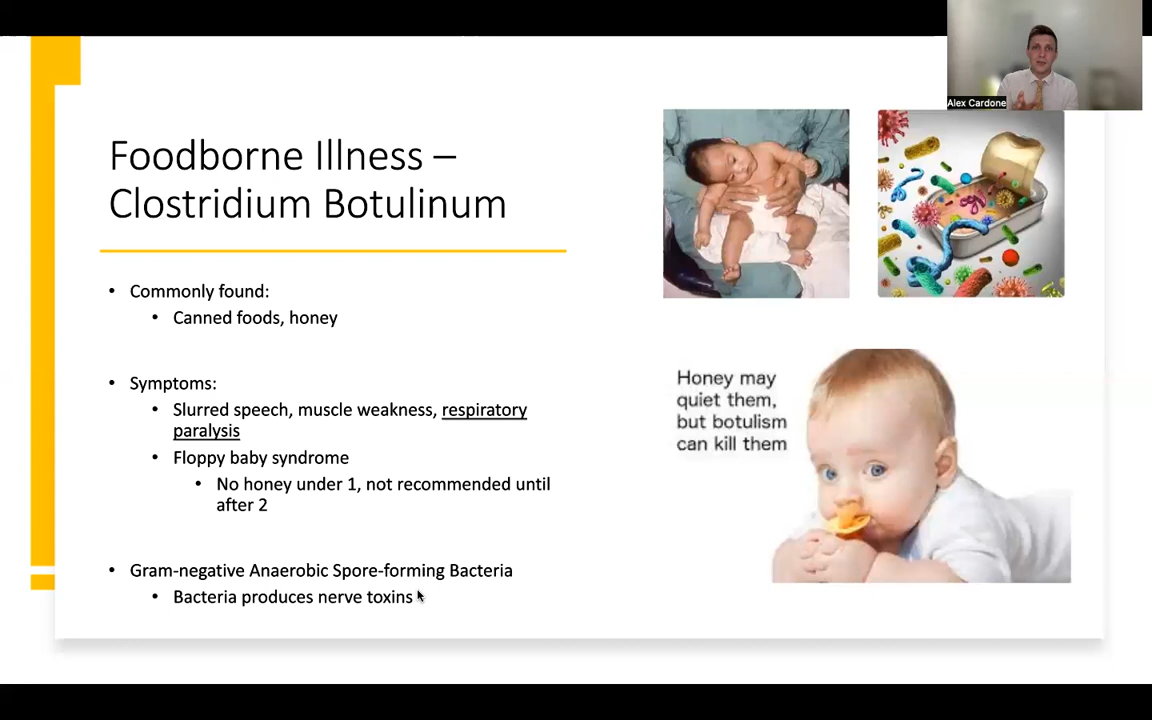 Alex Cardone
Foodborne Illness –
Clostridium Botulinum
• Commonly found:
• Canned foods, honey
• Symptoms:
• Slurred speech, muscle weakness, respiratory
paralysis
• Floppy baby syndrome
• No honey under 1, not recommended until
after 2
• Gram-negative Anaerobic Spore-forming Bacteria
• Bacteria produces nerve toxins
Honey may
quiet them,
but botulism
can kill them